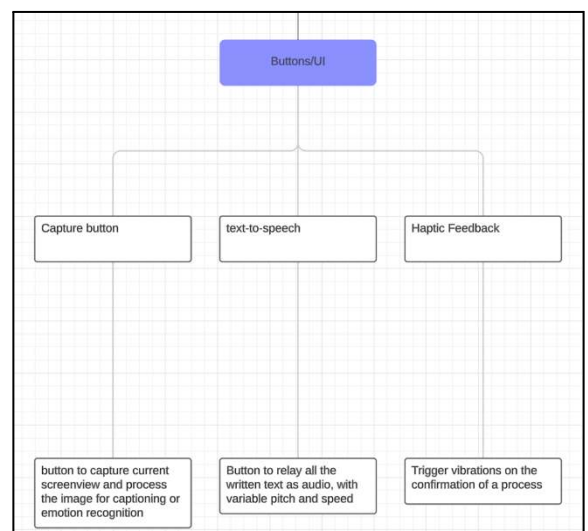 Buttons/UI
Capture button
text-to-speech
Haptic Feedback
button to capture current
screenview and process
the image for captioning or
emotion recognition
Button to relay all the
written text as audio, with
variable pitch and speed
Trigger vibrations on the
confirmation of a process